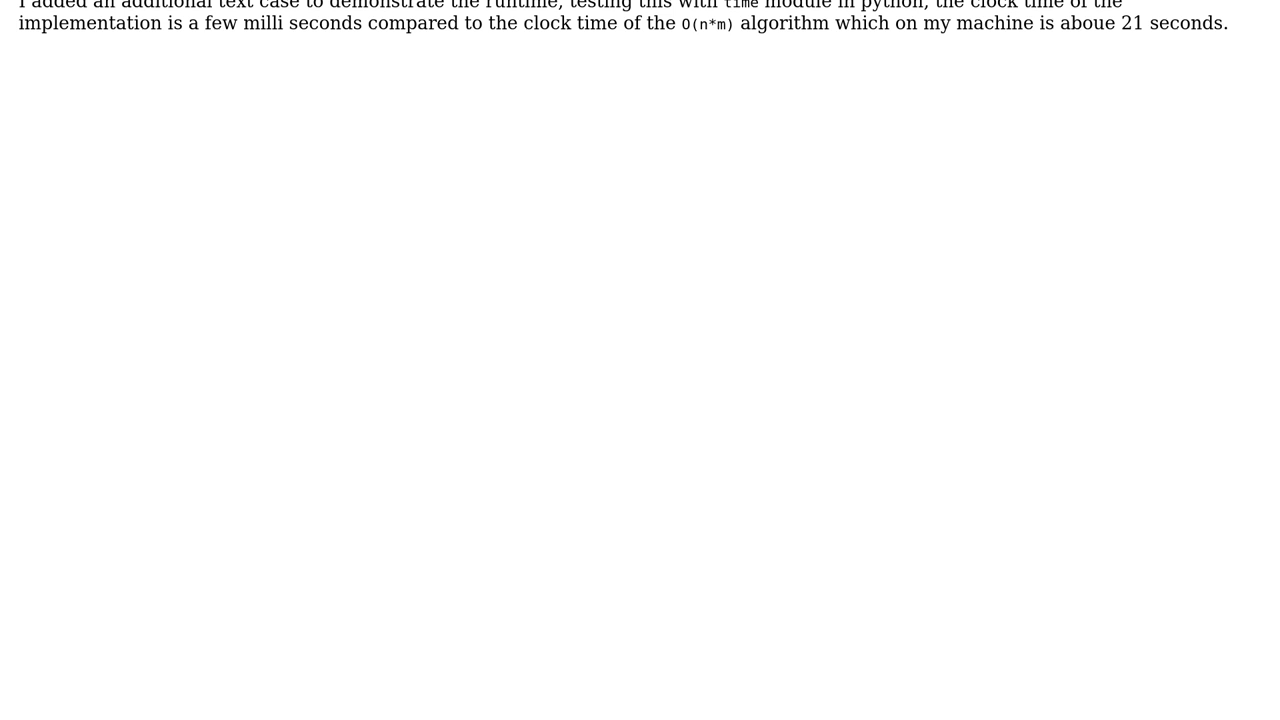 I added an additional text case to demonstrate the runtime, testing this with time module in python, the clock time of the
implementation is a few milli seconds compared to the clock time of the O(n*m) algorithm which on my machine is aboue 21 seconds.